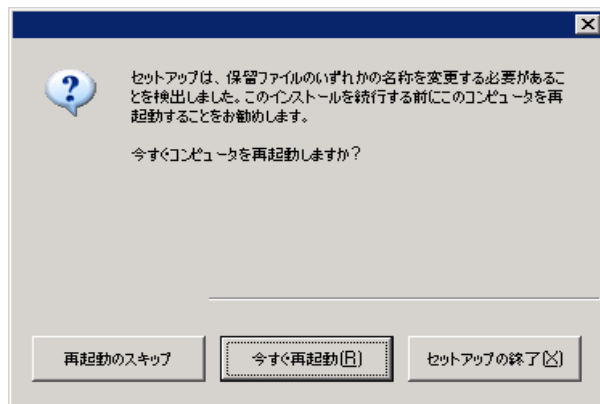 セットアップは、保留ファイルのいずれかの名称を変更する必要があるこ
とを検出しました。このインストールを続行する前にこのコンピュータを再
起動することをお勧めします。
今すぐコンピュータを再起動しますか?
再起動のスキップ
今すぐ再起動(R)
セットアップの終了(X)